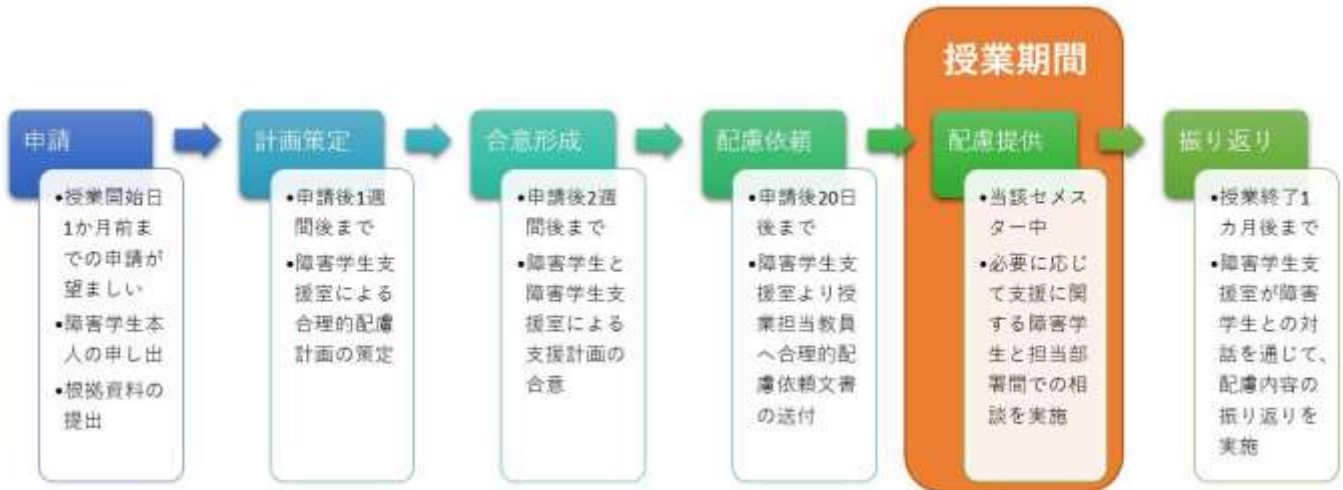 授業期間
申請
•授業開始日
1か月前ま
での申請が
望ましい
•障害学生本
人の申し出
•根拠資料の
提出
計画策定
•申請後1週
間後まで
•障害学生支
援室による
合理的配慮
計画の策定
合意形成
•申請後2週
間後まで
•障害学生と
障害学生支
援室による
支援計画の
合意
配慮依頼
•申請後20日
後まで
•障害学生支
援室より授
業担当教員
へ合理的配
慮依頼文書
の送付
配慮提供
•当該セメス
ター中
•必要に応じ
て支援に関
する障害学
生と担当部
署間での相
談を実施
振り返り
•授業終了1
カ月後まで
•障害学生支
援室が障害
学生との対
話を通じて、
配慮内容の
振り返りを
実施